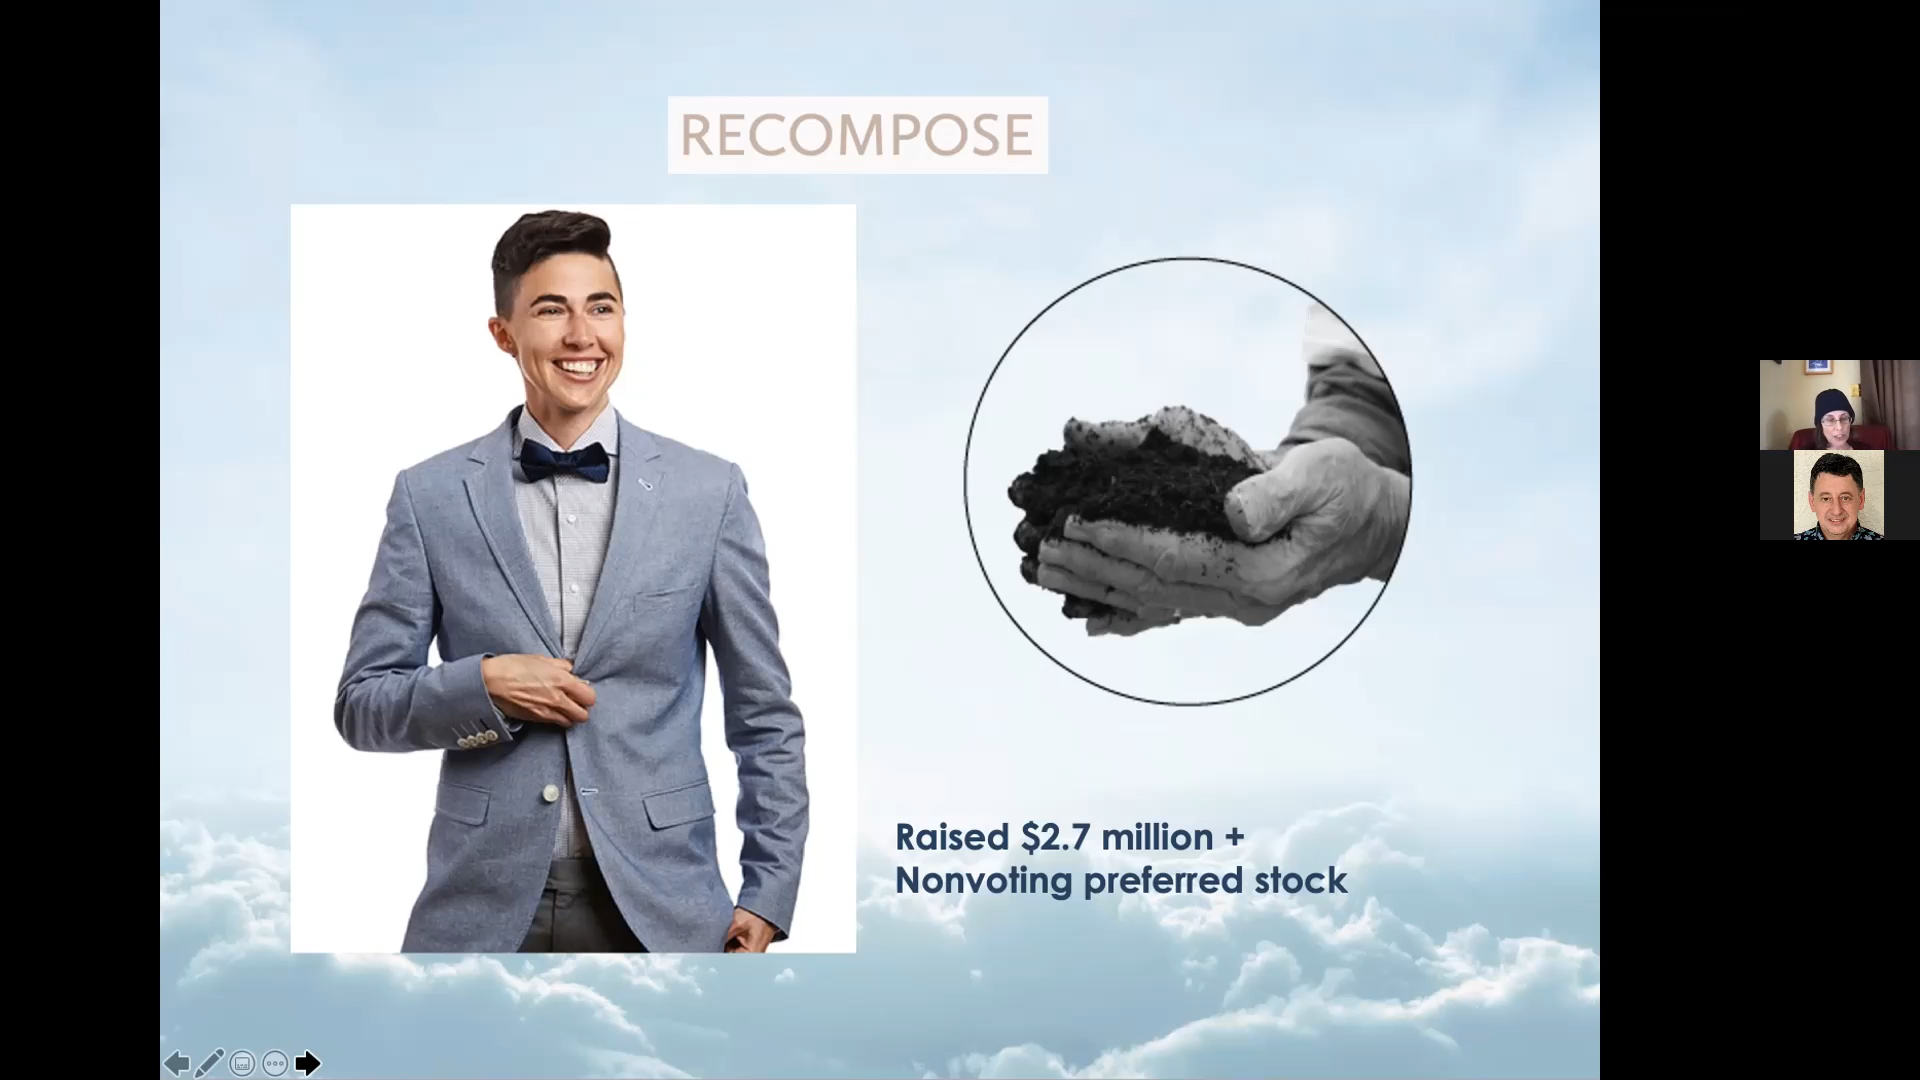 RECOMPOSE
Raised $2.7 million +
Nonvoting preferred stock